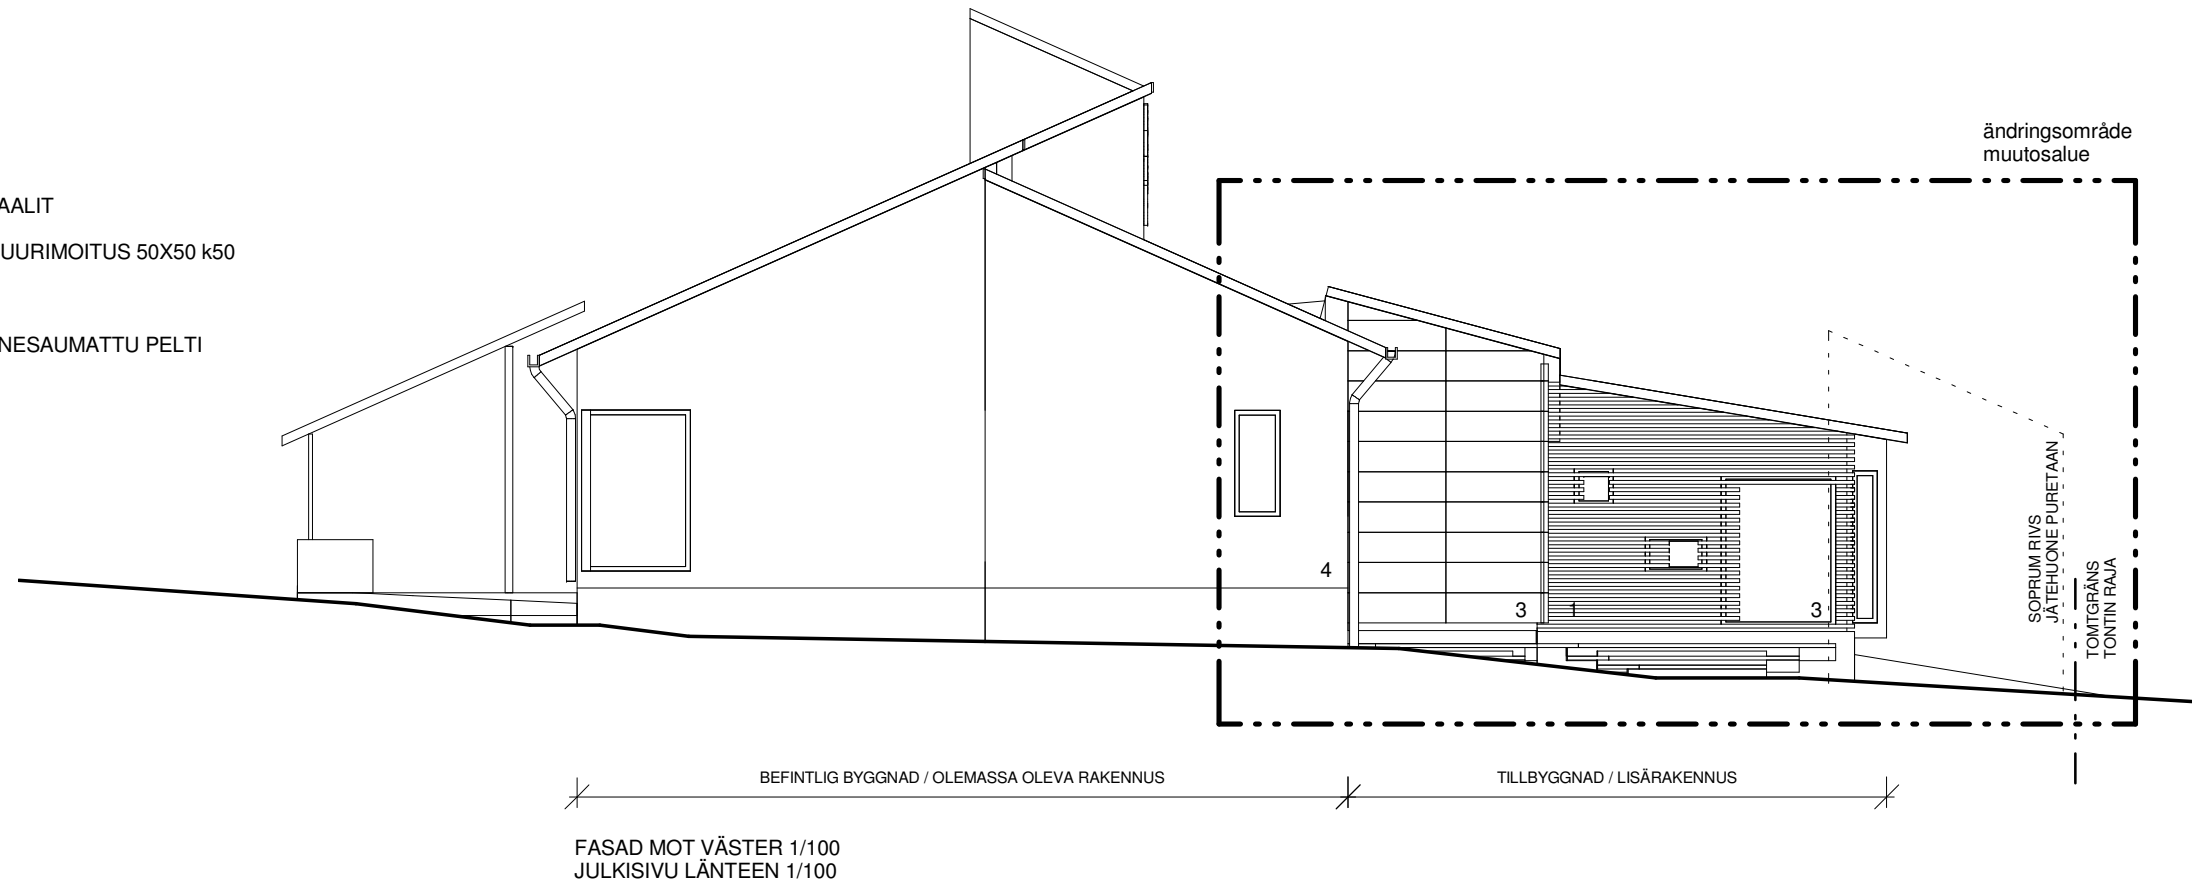 ändringsområde
muutosalue
AALIT
UURIMOITUS 50X50 k50
NESAUMATTU PELTI
4
3
1
3
SOPRUM RIVS
JÄTEHUONE PURETAAN
TOMTGRÄNS
TONTIN RAJA
BEFINTLIG BYGGNAD / OLEMASSA OLEVA RAKENNUS
TILLBYGGNAD / LISÄRAKENNUS
FASAD MOT VÄSTER 1/100
JULKISIVU LÄNTEEN 1/100